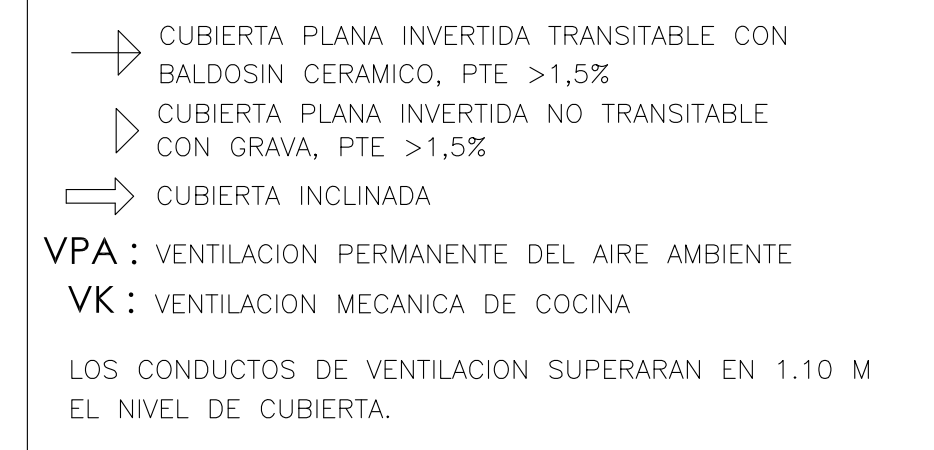 CUBIERTA PLANA INVERTIDA TRANSITABLE CON
BALDOSIN CERAMICO, PTE >1,5%
CUBIERTA PLANA INVERTIDA NO TRANSITABLE
CON GRAVA, PTE >1,5%
CUBIERTA INCLINADA
VPA : VENTILACION PERMANENTE DEL AIRE AMBIENTE
VK : VENTILACION MECANICA DE COCINA
LOS CONDUCTOS DE VENTILACION SUPERARAN EN 1.10 M
EL NIVEL DE CUBIERTA.